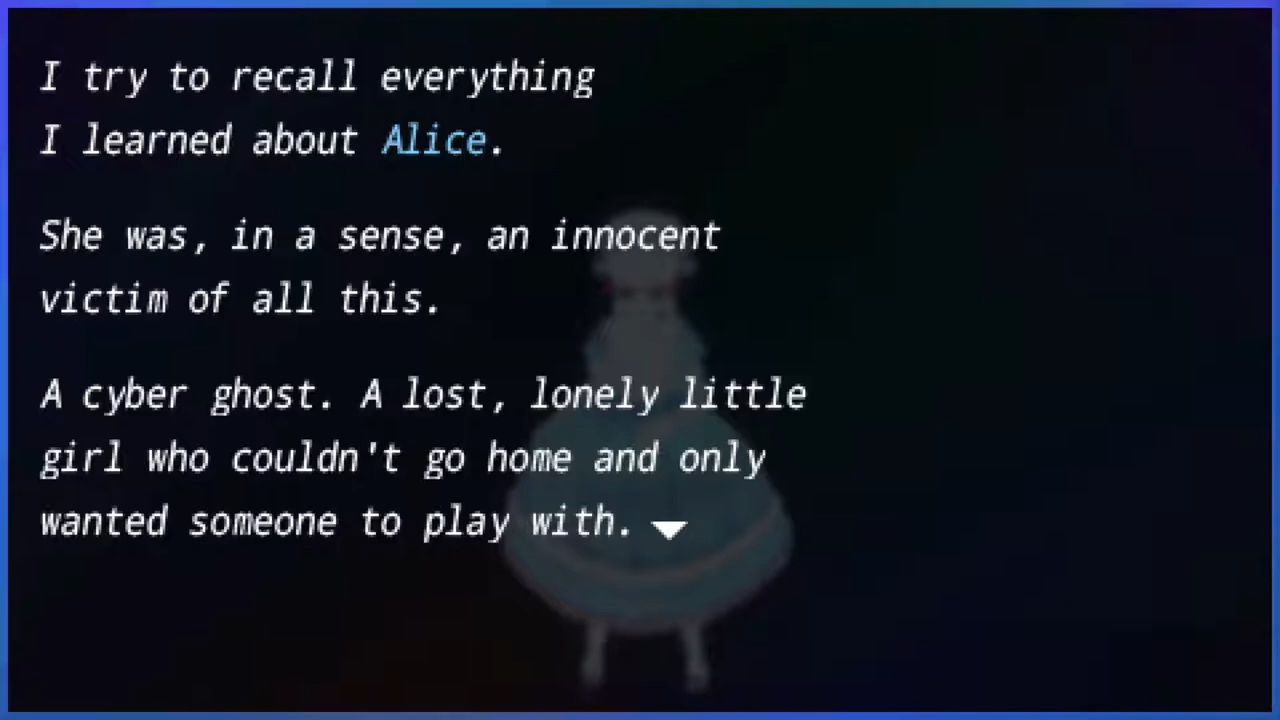 I try to recall everything
I learned about Alice.
She was, in a sense, an innocent
victim of all this.
A cyber ghost. A lost, lonely little
girl who couldn't go home and only
wanted someone to play with.